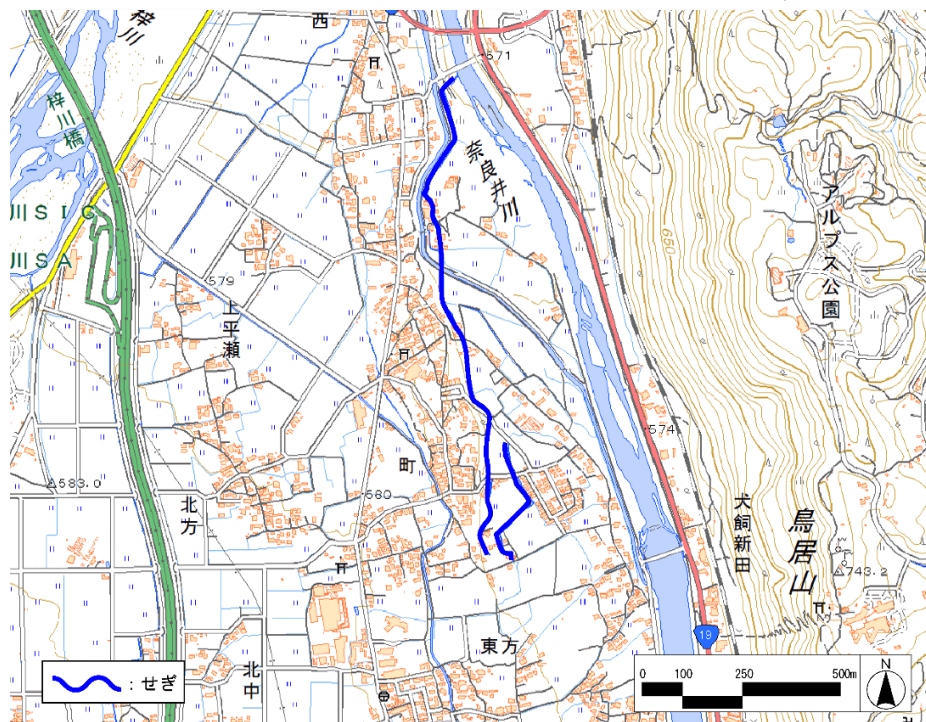 梓川
西
571
梓川橋
奈良井川
アルプス公園
650
川SIC
川SA
579
上平瀬
574
町
580
△583.0
北方
犬飼新田
鳥居山
△743.2
19
東方
北中
：せぎ
0 100 250 500m
N